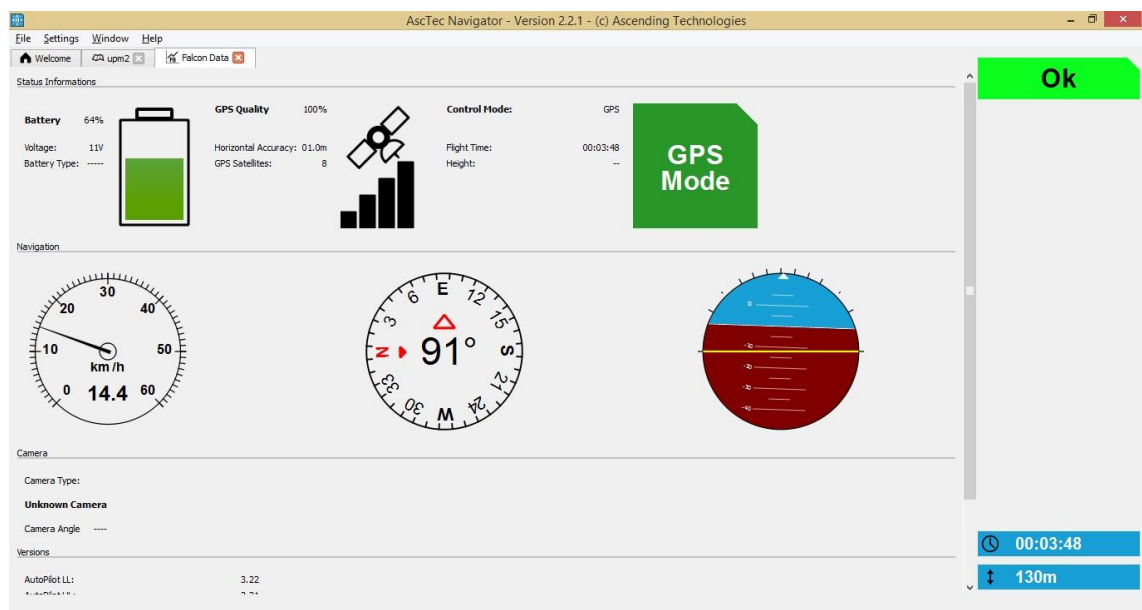 AscTec Navigator - Version 2.2.1 - (c) Ascending Technologies
File Settings Window Help
Welcome upm2 Falcon Data
Status Informations
Ok
Battery 64%
Voltage: 11V
Battery Type: -----
GPS Quality 100%
Horizontal Accuracy: 01.0m
GPS Satellites: 8
Control Mode: GPS
Flight Time: 00:03:48
Height: --
GPS
Mode
Navigation
0 10 20 30 40 50 60
km/h
14.4
N 3 6 E 12 15 S 21 24 W 30 33
91°
-10
-20
-30
-40
Camera
Camera Type:
Unknown Camera
Camera Angle ----
Versions
AutoPilot LL: 3.22
00:03:48
130m